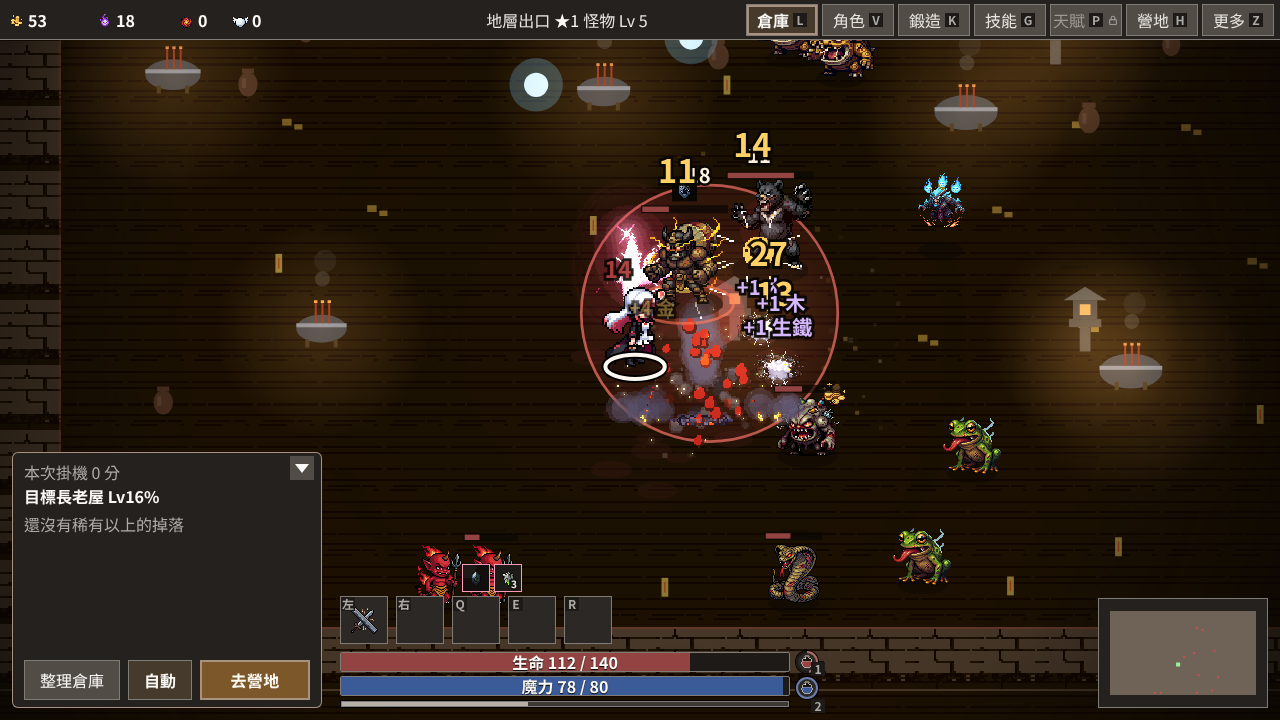 53 18 0 0
地層出口 ★1 怪物 Lv 5
倉庫 L
角色 V
鍛造 K
技能 G
天賦 P
營地 H
更多 Z
14
11
8
27
14
+4 金
+1 木
+1 生鐵
本次掛機 0 分
目標長老屋 Lv16%
還沒有稀有以上的掉落
整理倉庫
自動
去營地
3
左
右
Q
E
R
生命 112 / 140
1
魔力 78 / 80
2